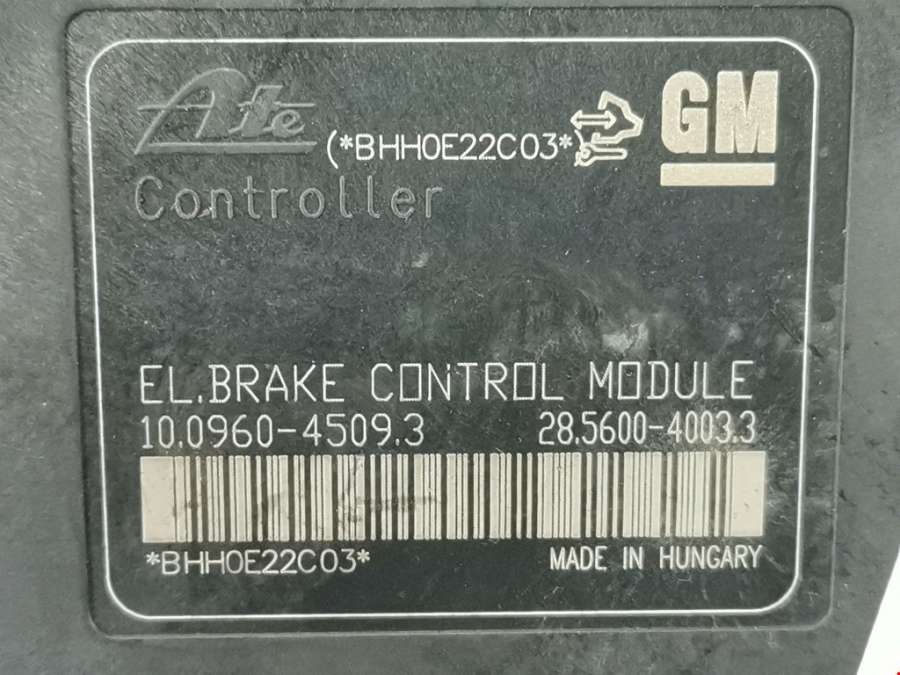 Ate
(*BHH0E22C03*)
GM
Controller
EL.BRAKE CONTROL MODULE
10.0960-4509.3 28.5600-4003.3
*BHH0E22C03* MADE IN HUNGARY